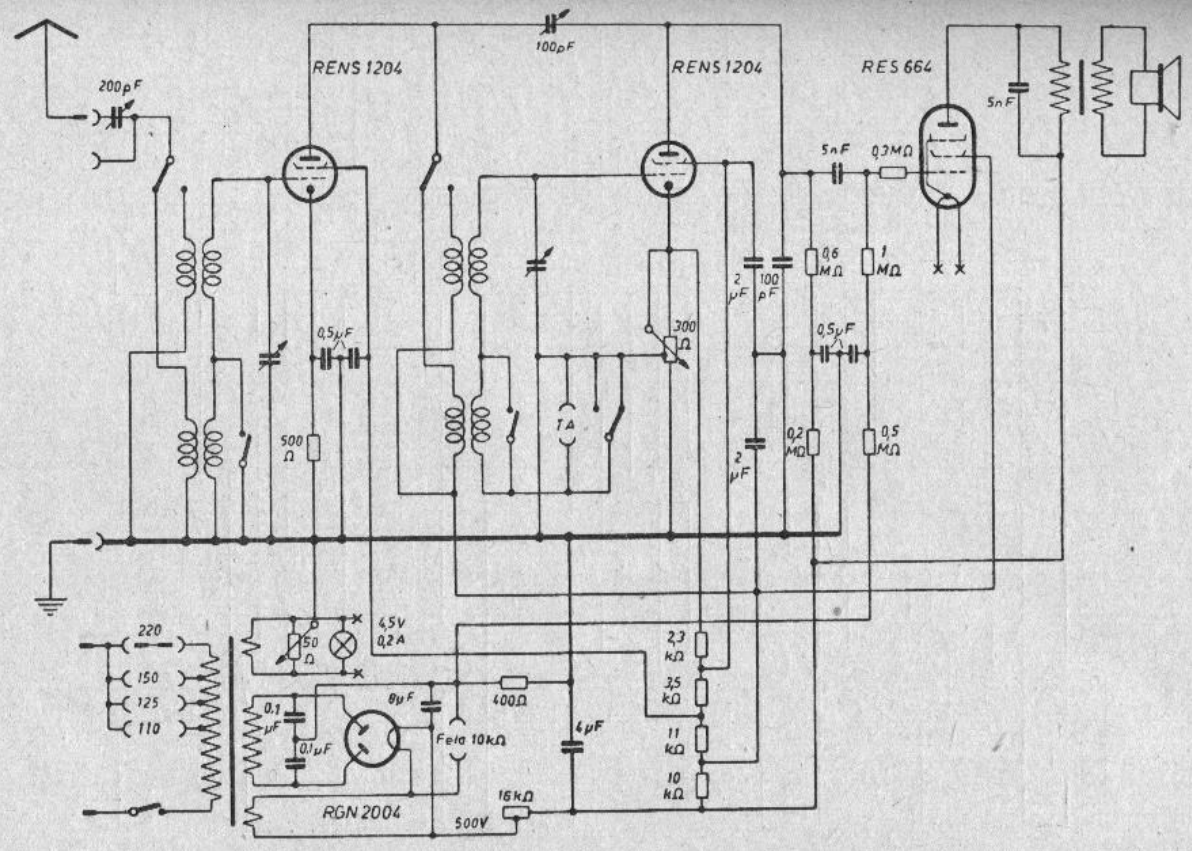 100pF
RENS 1204
RENS 1204
RES 664
200pF
5nF
5nF
0,3MΩ
2
µF
100
pF
0,6
MΩ
1
MΩ
0,5µF
300
Ω
0,5µF
500
Ω
TA
2
µF
0,2
MΩ
0,5
MΩ
220
150
125
110
50
Ω
4,5V
0,2A
2,3
kΩ
3,5
kΩ
11
kΩ
10
kΩ
0,1
µF
0,1µF
8µF
400Ω
4µF
Fela 10kΩ
RGN 2004
16kΩ
500V